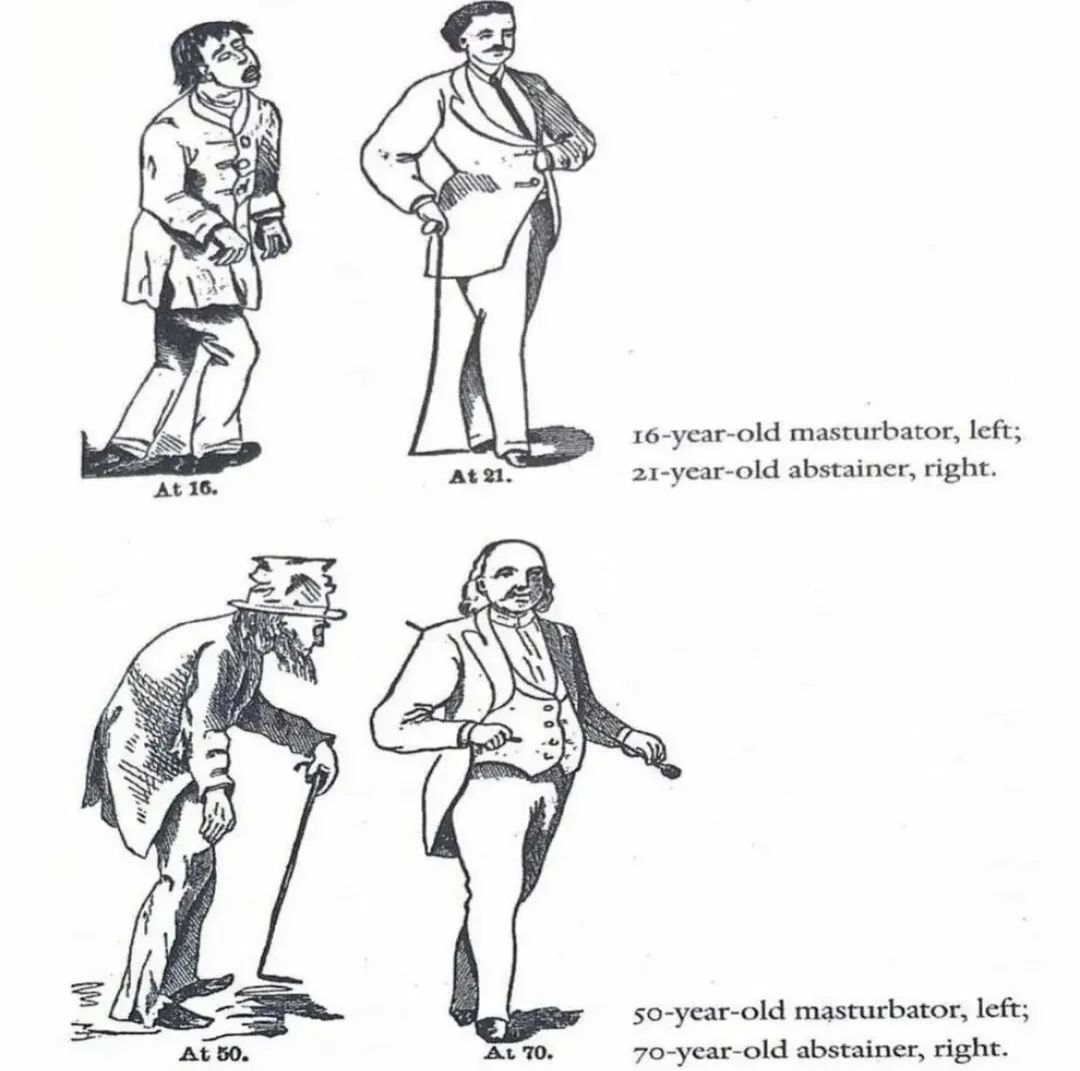 At 16.
At 21.
16-year-old masturbator, left;
21-year-old abstainer, right.
At 50.
At 70.
50-year-old masturbator, left;
70-year-old abstainer, right.